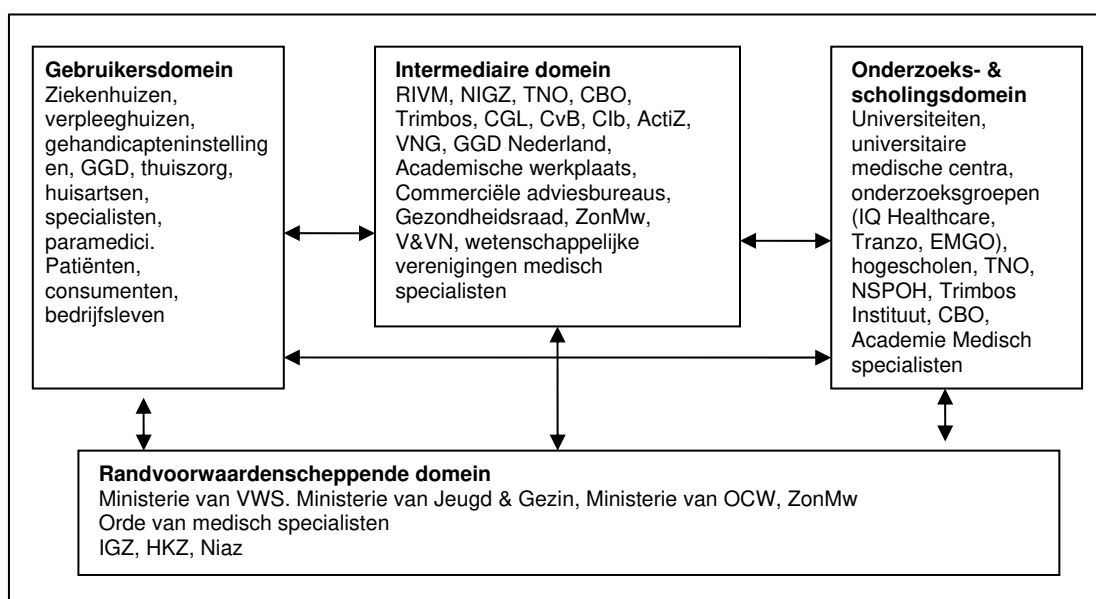 Gebruikersdomein
Ziekenhuizen,
verpleeghuizen,
gehandicapteninstelling
en, GGD, thuiszorg,
huisartsen,
specialisten,
paramedici.
Patiënten,
consumenten,
bedrijfsleven
Intermediaire domein
RIVM, NIGZ, TNO, CBO,
Trimbos, CGL, CvB, CIb, ActiZ,
VNG, GGD Nederland,
Academische werkplaats,
Commerciële adviesbureaus,
Gezondheidsraad, ZonMw,
V&VN, wetenschappelijke
verenigingen medisch
specialisten
Onderzoeks- &
scholingsdomein
Universiteiten,
universitaire
medische centra,
onderzoeksgroepen
(IQ Healthcare,
Tranzo, EMGO),
hogescholen, TNO,
NSPOH, Trimbos
Instituut, CBO,
Academie Medisch
specialisten
Randvoorwaardenscheppende domein
Ministerie van VWS. Ministerie van Jeugd & Gezin, Ministerie van OCW, ZonMw
Orde van medisch specialisten
IGZ, HKZ, Niaz